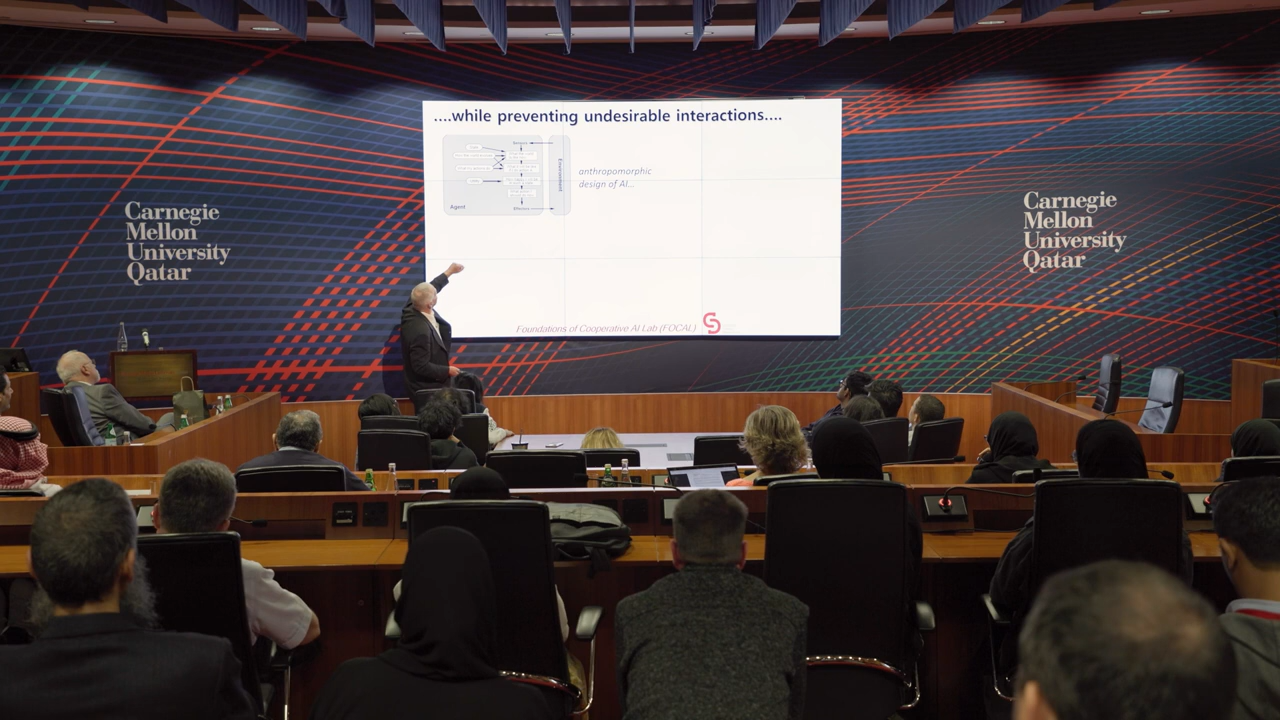 ....while preventing undesirable interactions....
anthropomorphic
design of AI...
Environment
Agent
Foundations of Cooperative AI Lab (FOCAL)
Carnegie
Mellon
University
Qatar
Carnegie
Mellon
University
Qatar